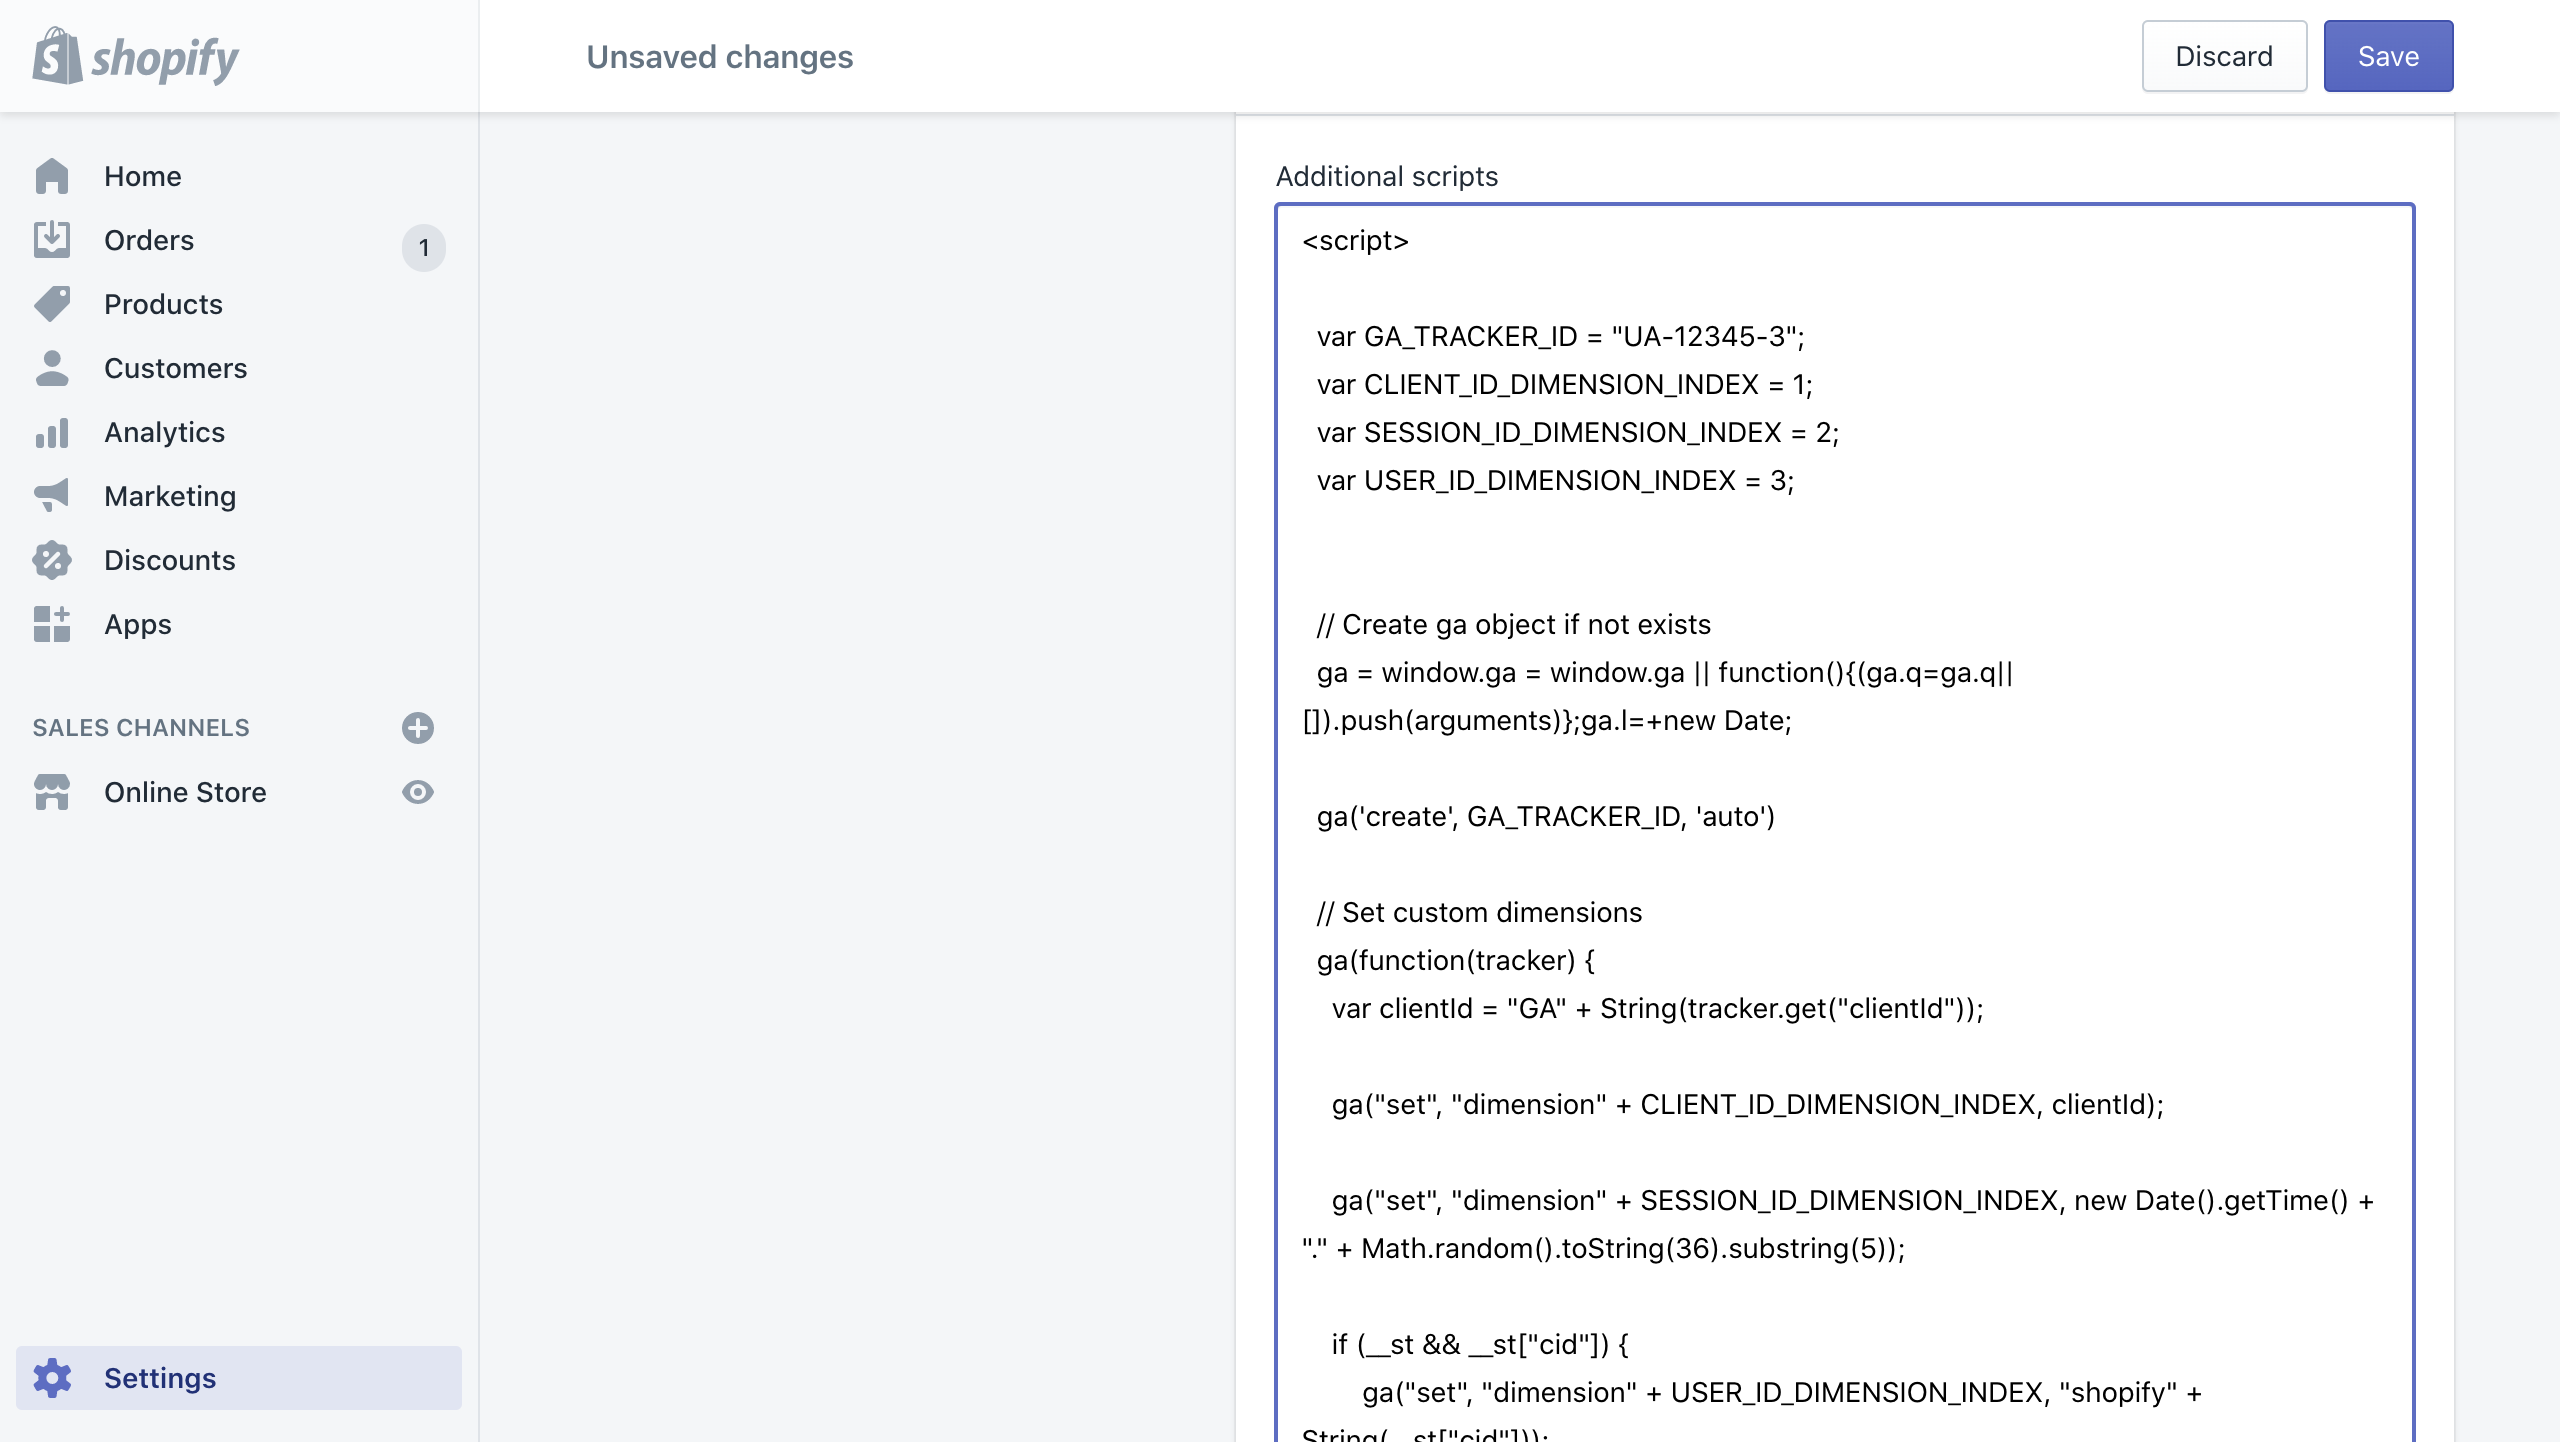 shopify
Unsaved changes
Discard
Save
Home
Orders
1
Products
Customers
Analytics
Marketing
Discounts
Apps
SALES CHANNELS
Online Store
Settings
Additional scripts
<script>
var GA_TRACKER_ID = "UA-12345-3";
var CLIENT_ID_DIMENSION_INDEX = 1;
var SESSION_ID_DIMENSION_INDEX = 2;
var USER_ID_DIMENSION_INDEX = 3;
// Create ga object if not exists
ga = window.ga = window.ga || function(){(ga.q=ga.q||
[]).push(arguments)};ga.l=+new Date;
ga('create', GA_TRACKER_ID, 'auto')
// Set custom dimensions
ga(function(tracker) {
var clientId = "GA" + String(tracker.get("clientId"));
ga("set", "dimension" + CLIENT_ID_DIMENSION_INDEX, clientId);
ga("set", "dimension" + SESSION_ID_DIMENSION_INDEX, new Date().getTime() +
"." + Math.random().toString(36).substring(5));
if (__st && __st["cid"]) {
ga("set", "dimension" + USER_ID_DIMENSION_INDEX, "shopify" +
String(__st["cid"]));